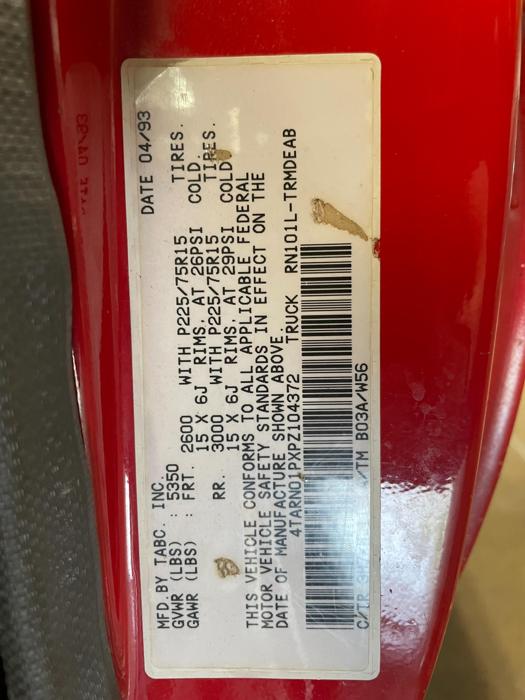 MFD.BY TABC. INC. DATE 04/93
GVWR (LBS) : 5350
GAWR (LBS) : FRT. 2600 WITH P225/75R15 TIRES.
15 X 6J RIMS, AT 26PSI COLD.
RR. 3000 WITH P225/75R15 TIRES.
15 X 6J RIMS, AT 29PSI COLD
THIS VEHICLE CONFORMS TO ALL APPLICABLE FEDERAL
MOTOR VEHICLE SAFETY STANDARDS IN EFFECT ON THE
DATE OF MANUFACTURE SHOWN ABOVE.
4TARN01PXPZ104372 TRUCK RN101L-TRMDEAB
C/TR /TM B03A/W56